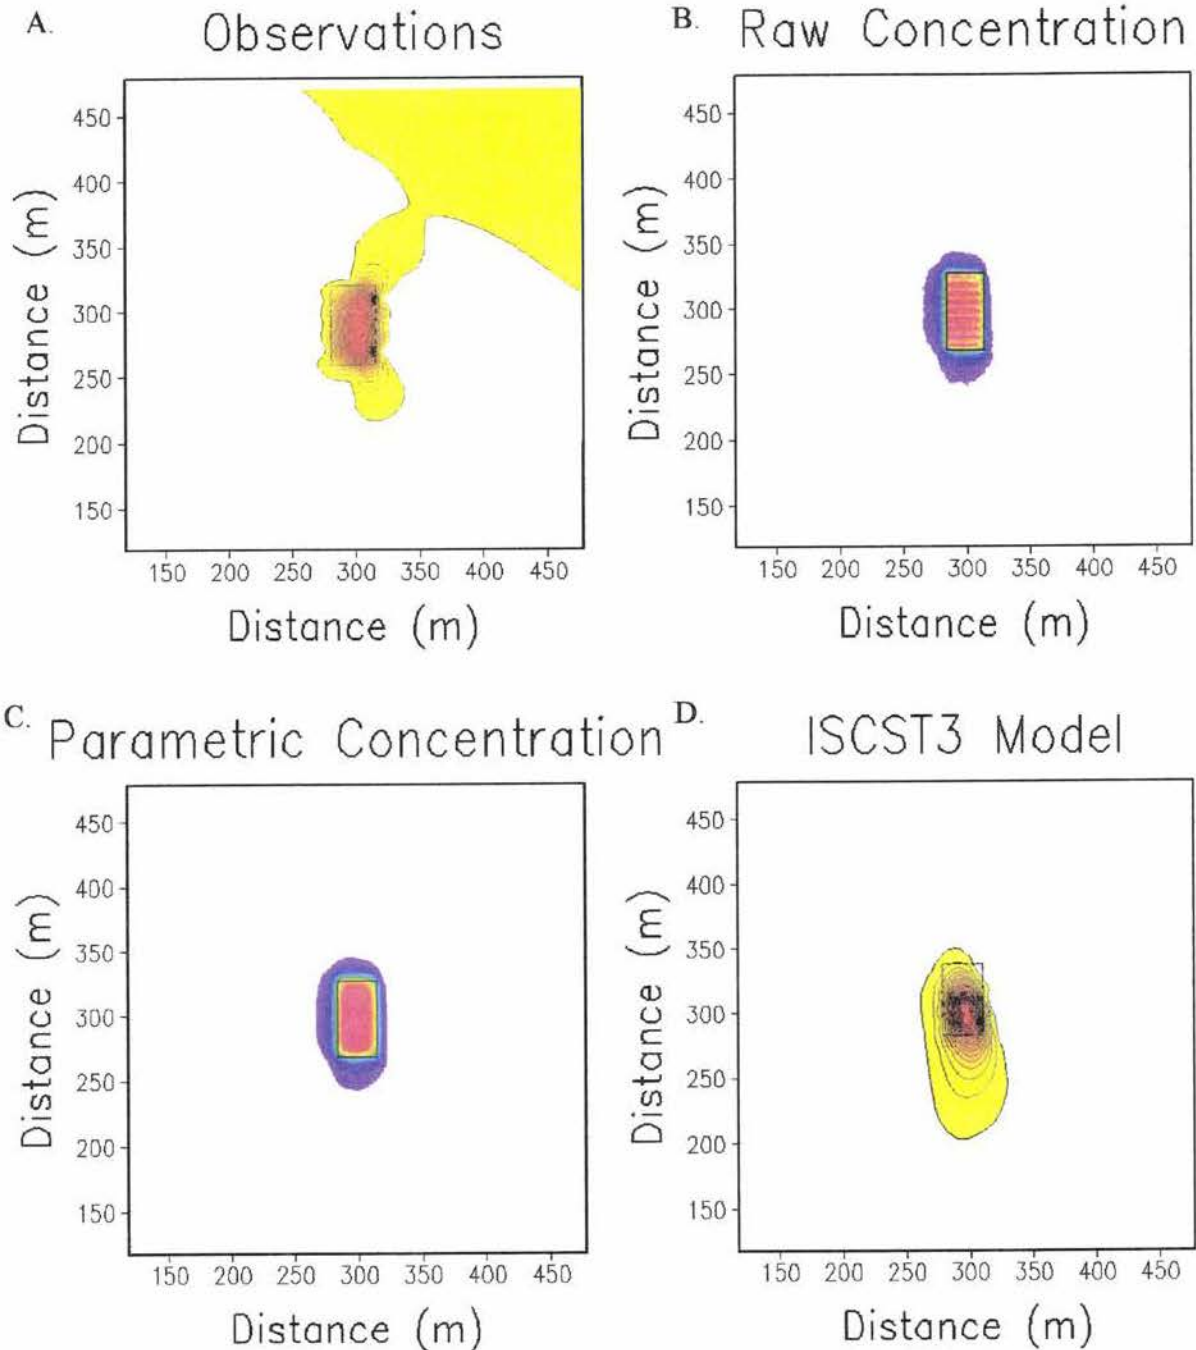 A.
Observations
450
400
350
300
250
200
150
Distance (m)
150 200 250 300 350 400 450
Distance (m)
B.
Raw Concentration
450
400
350
300
250
200
150
Distance (m)
150 200 250 300 350 400 450
Distance (m)
C.
Parametric Concentration
450
400
350
300
250
200
150
Distance (m)
150 200 250 300 350 400 450
Distance (m)
D.
ISCST3 Model
450
400
350
300
250
200
150
Distance (m)
150 200 250 300 350 400 450
Distance (m)